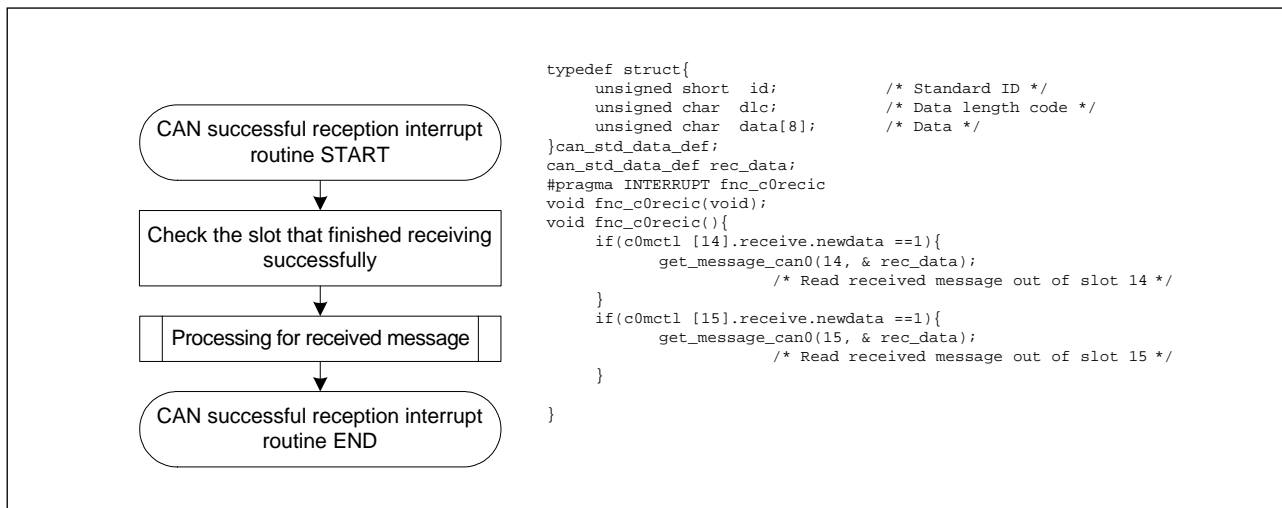 CAN successful reception interrupt
routine START
Check the slot that finished receiving
successfully
Processing for received message
CAN successful reception interrupt
routine END
typedef struct{
unsigned short id; /* Standard ID */
unsigned char dlc; /* Data length code */
unsigned char data[8]; /* Data */
}can_std_data_def;
can_std_data_def rec_data;
#pragma INTERRUPT fnc_c0recic
void fnc_c0recic(void);
void fnc_c0recic(){
if(c0mctl [14].receive.newdata ==1){
get_message_can0(14, & rec_data);
/* Read received message out of slot 14 */
}
if(c0mctl [15].receive.newdata ==1){
get_message_can0(15, & rec_data);
/* Read received message out of slot 15 */
}
}